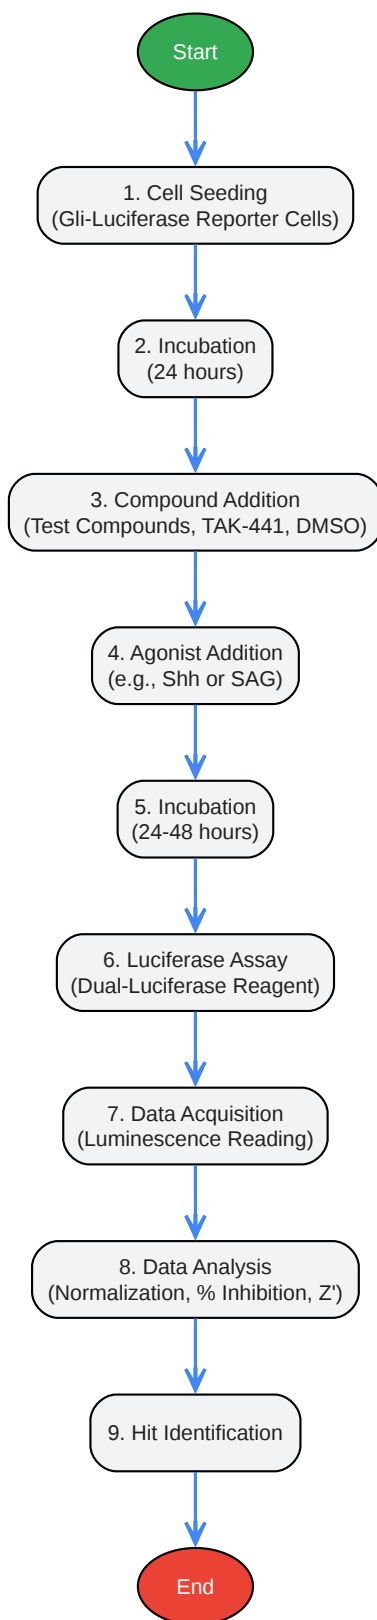 Start
1. Cell Seeding
(Gli-Luciferase Reporter Cells)
2. Incubation
(24 hours)
3. Compound Addition
(Test Compounds, TAK-441, DMSO)
4. Agonist Addition
(e.g., Shh or SAG)
5. Incubation
(24-48 hours)
6. Luciferase Assay
(Dual-Luciferase Reagent)
7. Data Acquisition
(Luminescence Reading)
8. Data Analysis
(Normalization, % Inhibition, Z')
9. Hit Identification
End